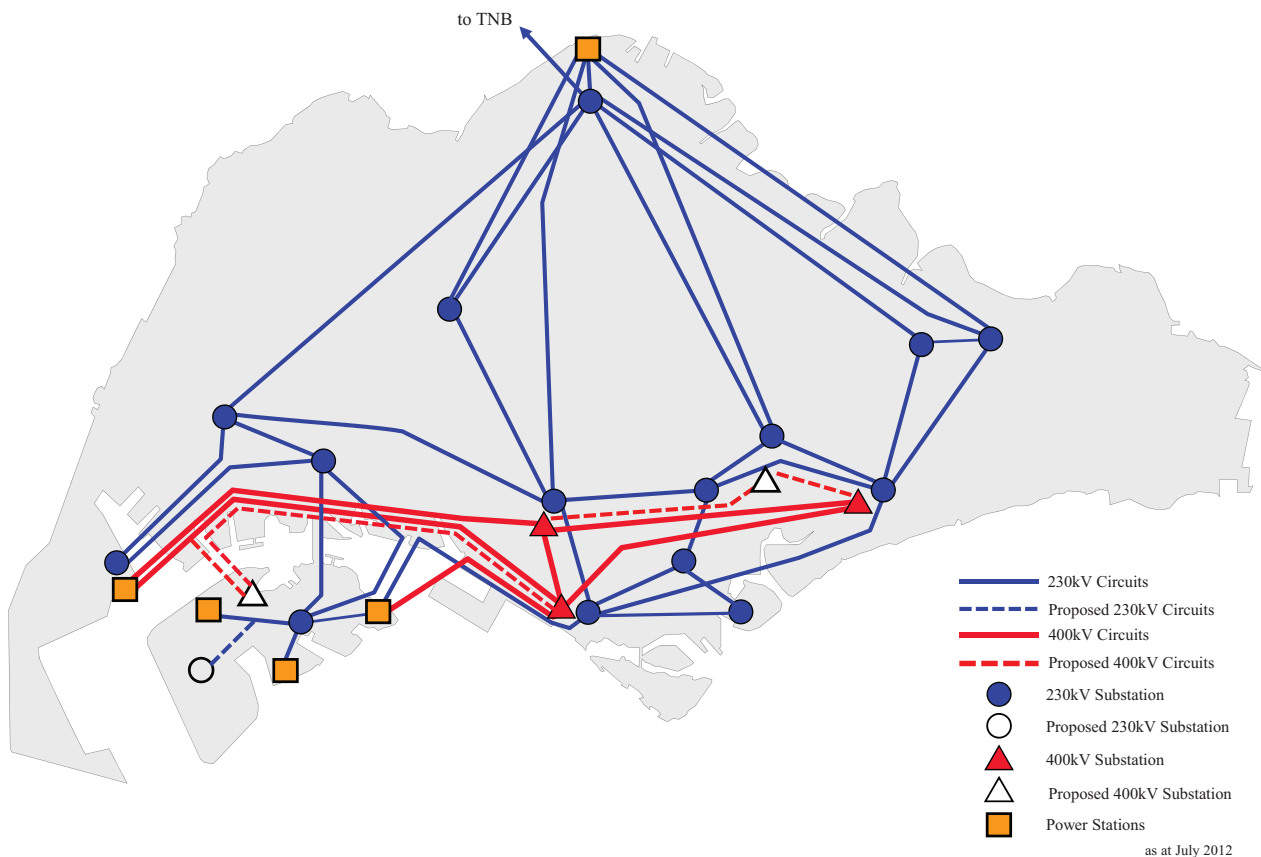 to TNB
230kV Circuits
Proposed 230kV Circuits
400kV Circuits
Proposed 400kV Circuits
230kV Substation
Proposed 230kV Substation
400kV Substation
Proposed 400kV Substation
Power Stations
as at July 2012